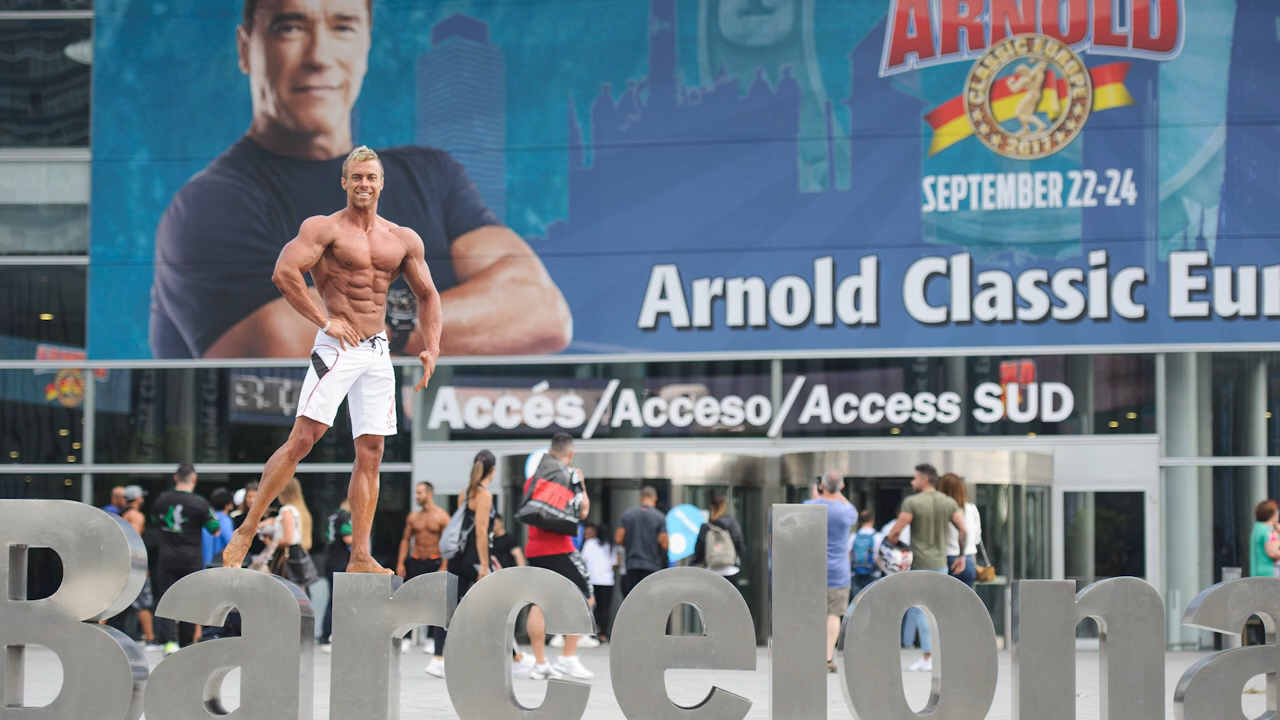 ARNOLD
CLASSIC EUROPE
2017
SEPTEMBER 22-24
Arnold Classic Eur
Accés/Acceso/Access SUD
Barcelona